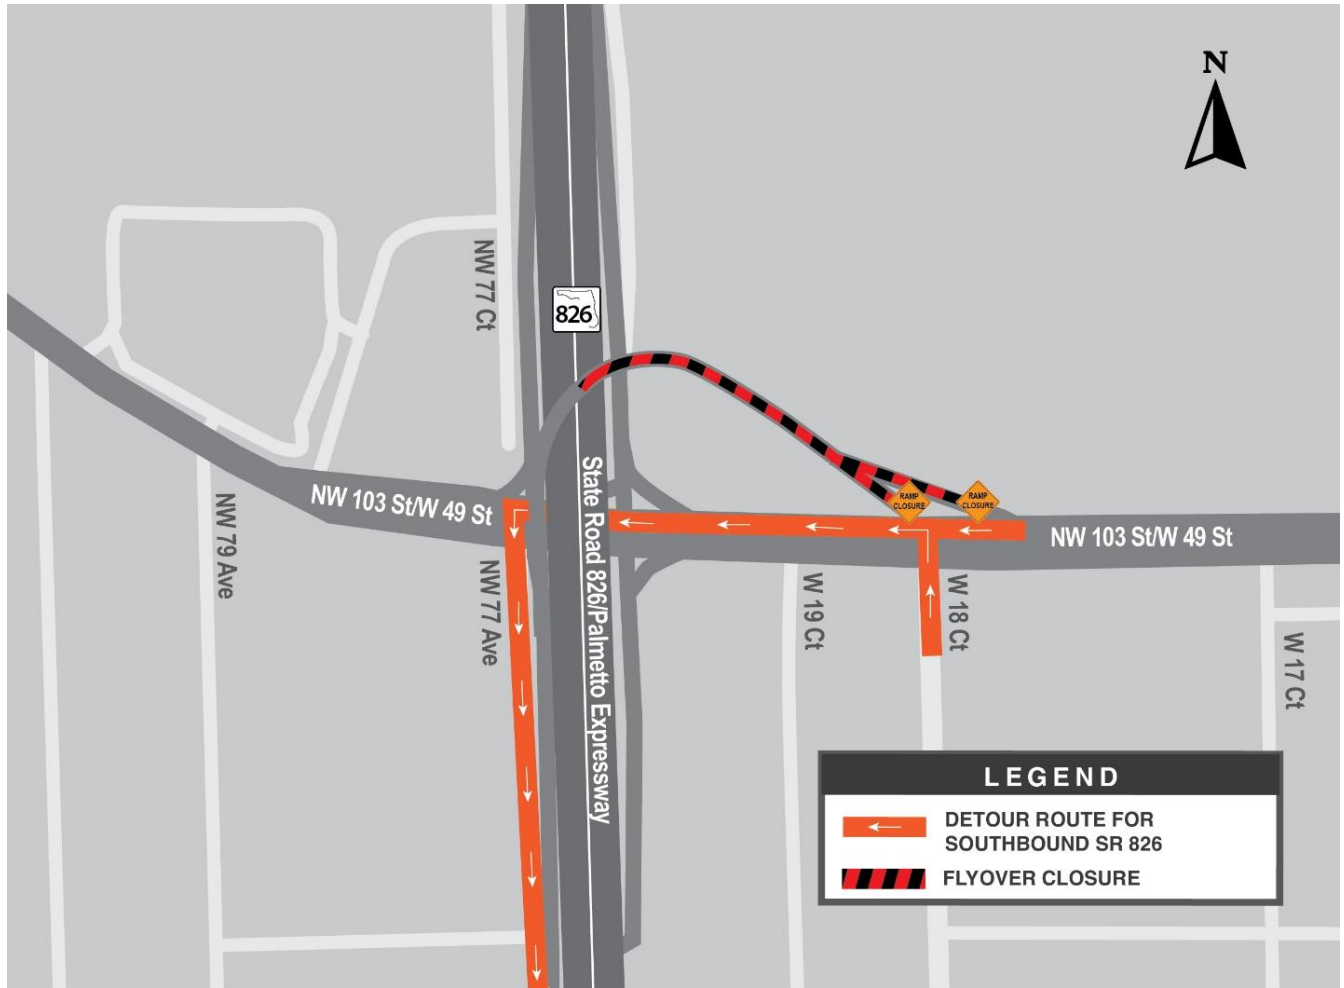 N
NW 77 Ct
826
RAMP
CLOSURE
RAMP
CLOSURE
NW 103 St/W 49 St
NW 103 St/W 49 St
State Road 826/Palmetto Expressway
NW 79 Ave
NW 77 Ave
W 19 Ct
W 18 Ct
W 17 Ct
LEGEND
DETOUR ROUTE FOR
SOUTHBOUND SR 826
FLYOVER CLOSURE